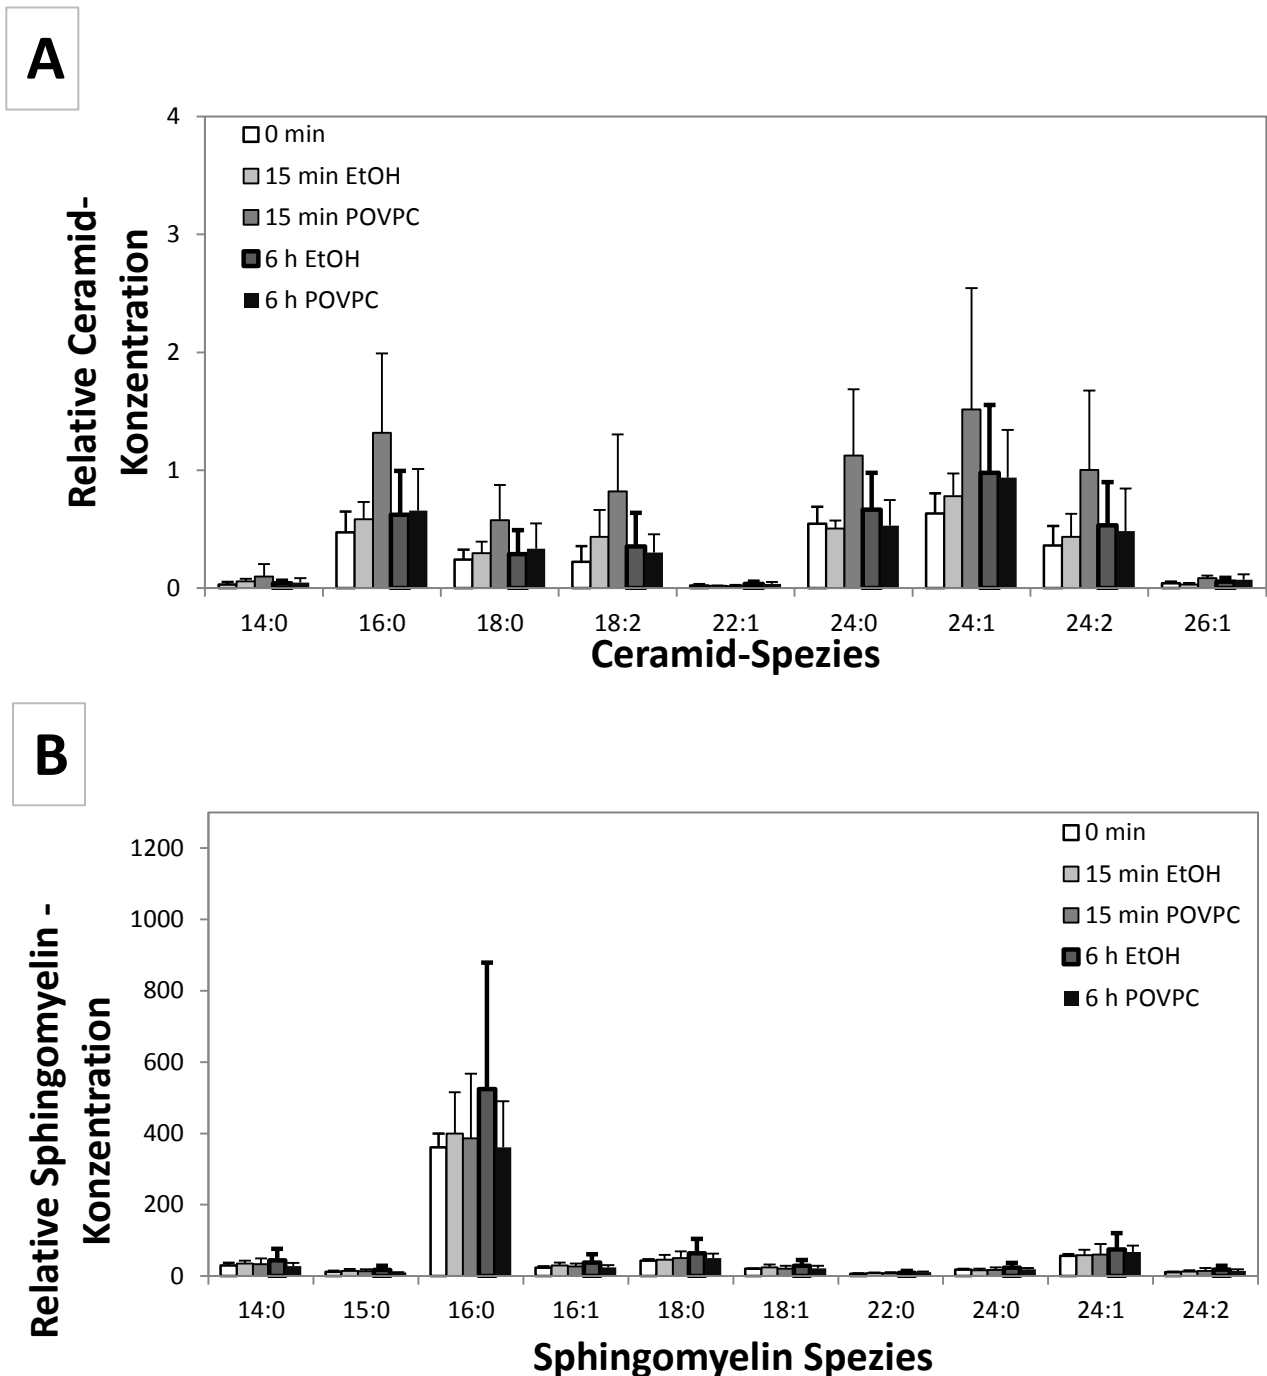 A
Relative Ceramid-
Konzentration
4
3
2
1
0
0 min
15 min EtOH
15 min POVPC
6 h EtOH
6 h POVPC
14:0 16:0 18:0 18:2 22:1 24:0 24:1 24:2 26:1
Ceramid-Spezies
B
Relative Sphingomyelin -
Konzentration
1200
1000
800
600
400
200
0
0 min
15 min EtOH
15 min POVPC
6 h EtOH
6 h POVPC
14:0 15:0 16:0 16:1 18:0 18:1 22:0 24:0 24:1 24:2
Sphingomyelin Spezies